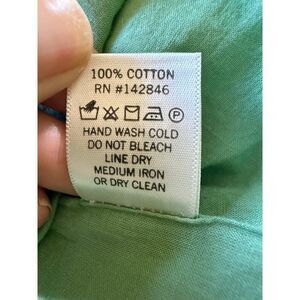 100% COTTON
RN #142846
P
HAND WASH COLD
DO NOT BLEACH
LINE DRY
MEDIUM IRON
OR DRY CLEAN